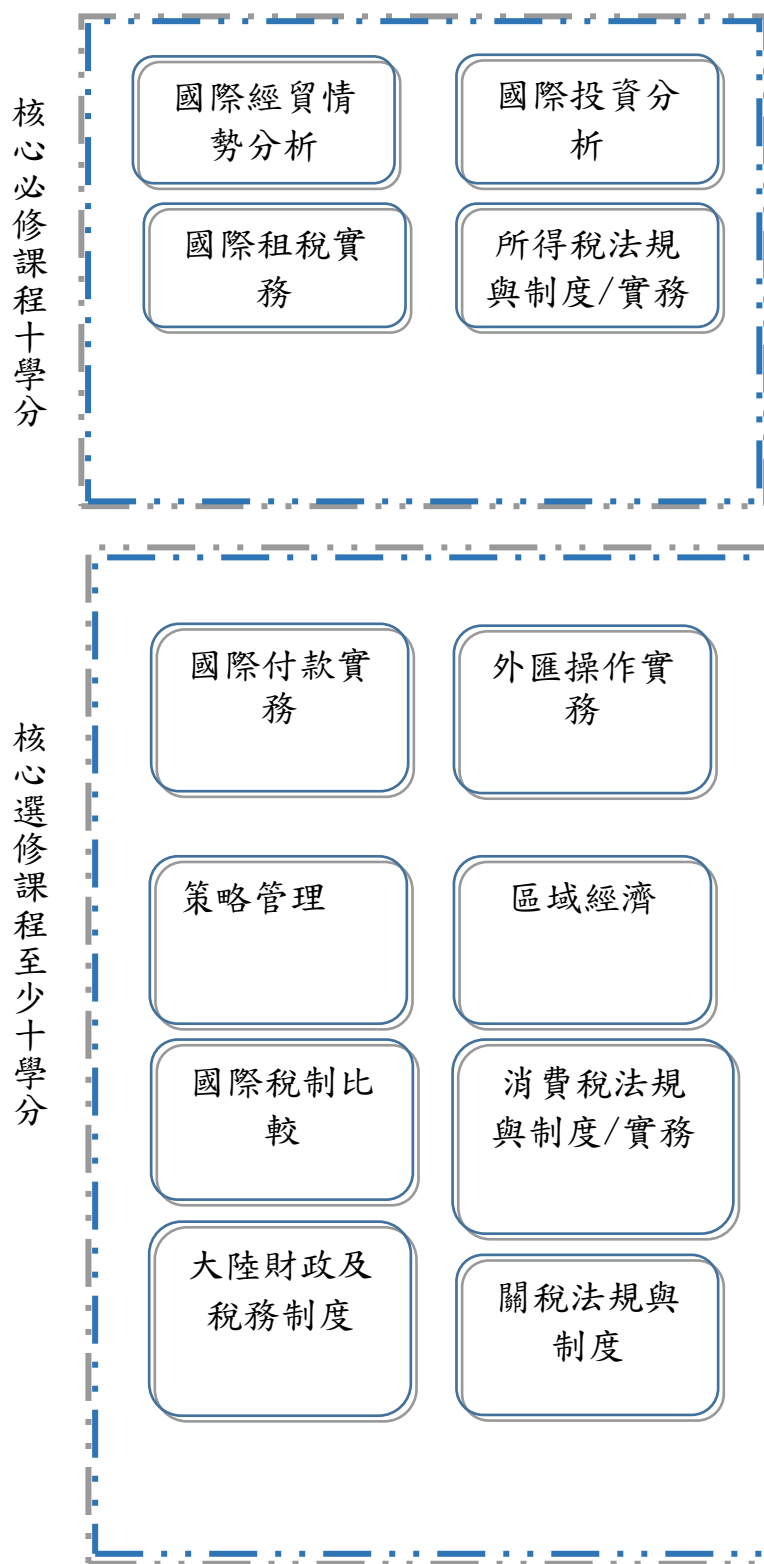 核心必修課程十學分
國際經貿情
勢分析
國際投資分
析
國際租稅實
務
所得稅法規
與制度/實務
核心選修課程至少十學分
國際付款實
務
外匯操作實
務
策略管理
區域經濟
國際稅制比
較
消費稅法規
與制度/實務
大陸財政及
稅務制度
關稅法規與
制度